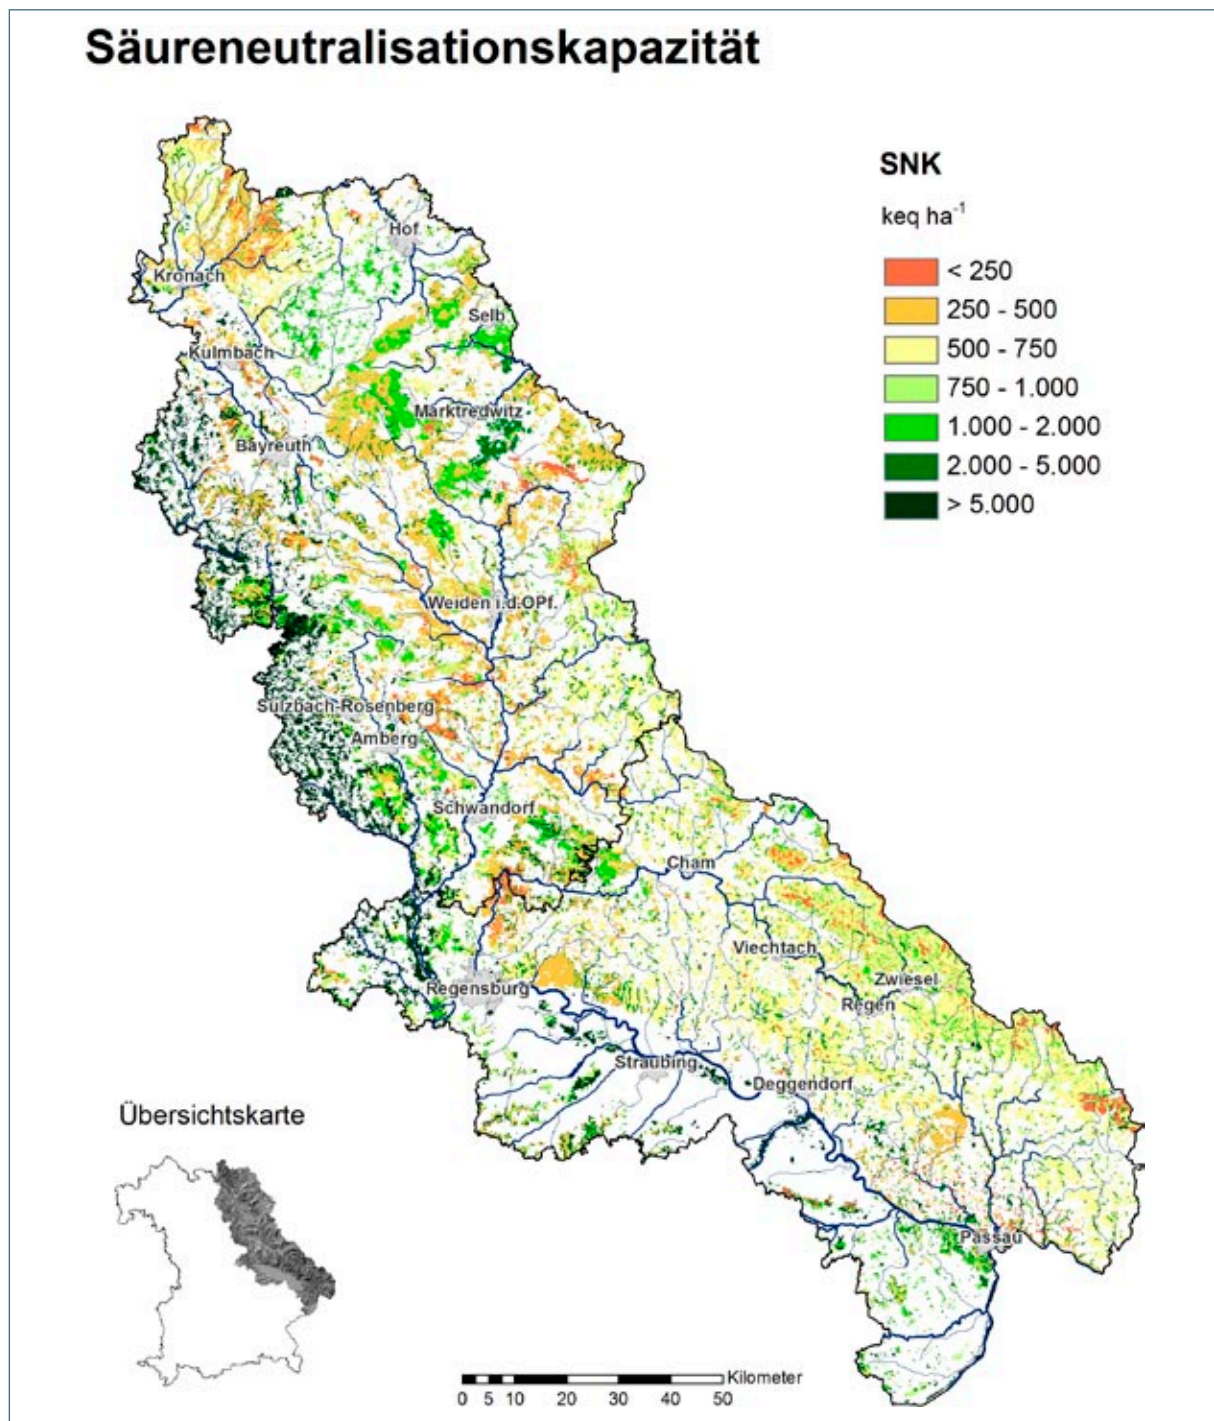 Säureneutralisationskapazität
SNK
keq ha⁻¹
< 250
250 - 500
500 - 750
750 - 1.000
1.000 - 2.000
2.000 - 5.000
> 5.000
Hof
Kronach
Selb
Kulmbach
Marktredwitz
Bayreuth
Weiden i.d.OPf.
Sulzbach-Rosenberg
Amberg
Schwandorf
Cham
Viechtach
Zwiesel
Regensburg
Regen
Straubing
Deggendorf
Passau
Übersichtskarte
Kilometer
0 5 10 20 30 40 50